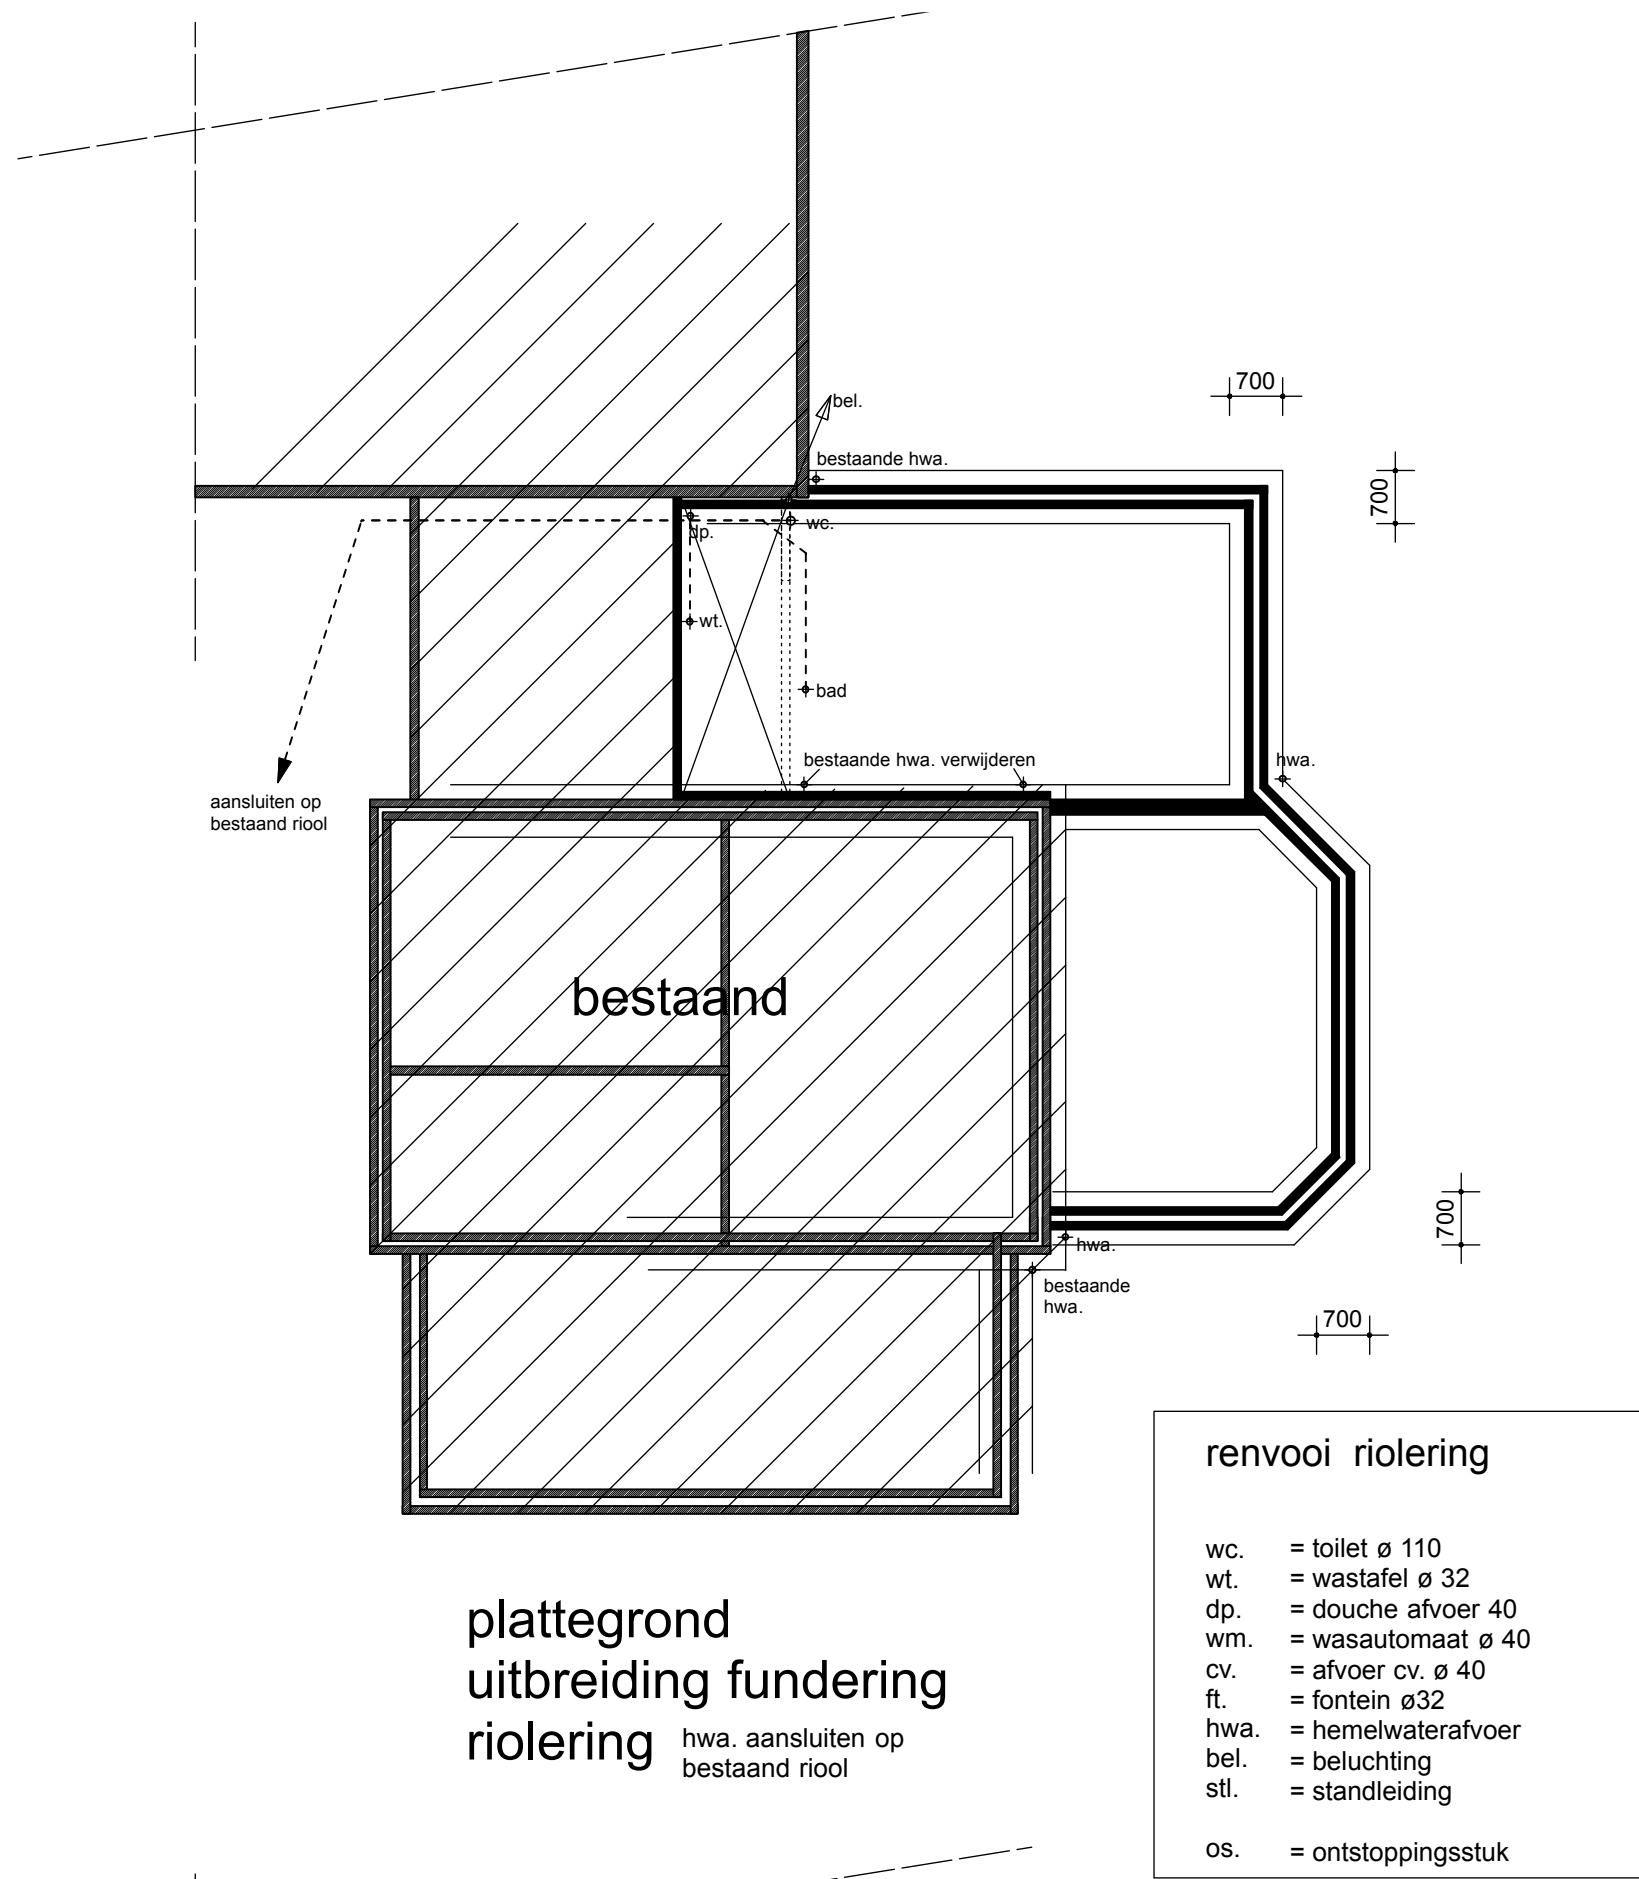 700
bel.
bestaande hwa.
700
wc.
dp.
wt.
bad
bestaande hwa. verwijderen
hwa.
aansluiten op
bestaand riool
bestaand
700
hwa.
bestaande
hwa.
700
renvooi riolering
wc. = toilet ø 110
wt. = wastafel ø 32
dp. = douche afvoer 40
wm. = wasautomaat ø 40
cv. = afvoer cv. ø 40
ft. = fontein ø32
hwa. = hemelwaterafvoer
bel. = beluchting
stl. = standleiding
os. = ontstoppingsstuk
plattegrond
uitbreiding fundering
riolering
hwa. aansluiten op
bestaand riool